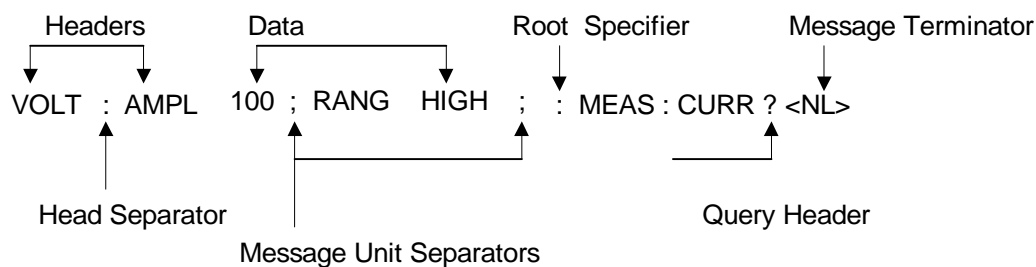 Headers Data Root Specifier Message Terminator
VOLT : AMPL 100 ; RANG HIGH ; : MEAS : CURR ? <NL>
Head Separator Query Header
Message Unit Separators